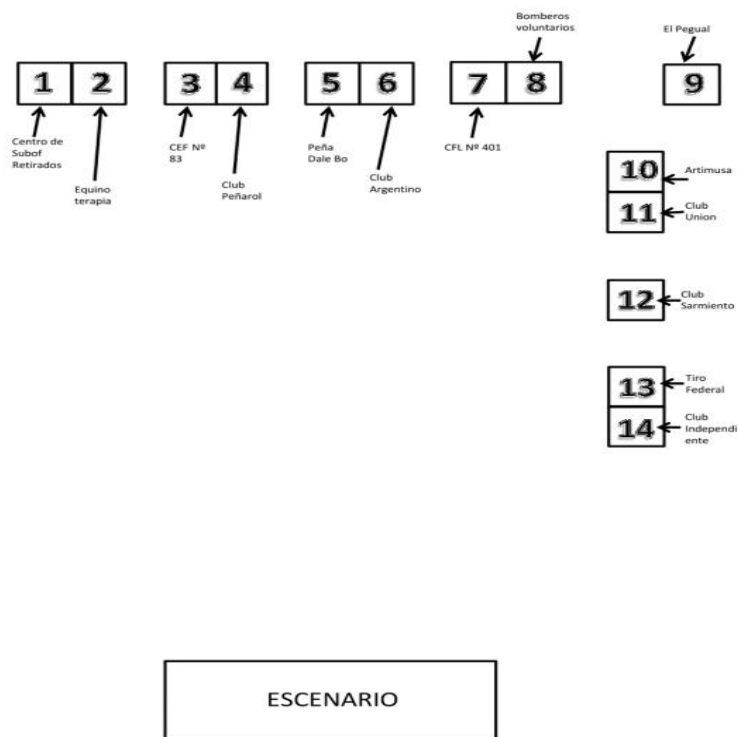 Bomberos
voluntarios
El Pegual
1
2
3
4
5
6
7
8
9
Centro de
Subof
Retirados
Equino
terapia
CEF Nº
83
Club
Peñarol
Peña
Dale Bo
Club
Argentino
CFL Nº 401
10
Artimusa
11
Club
Union
12
Club
Sarmiento
13
Tiro
Federal
14
Club
Independi
ente
ESCENARIO